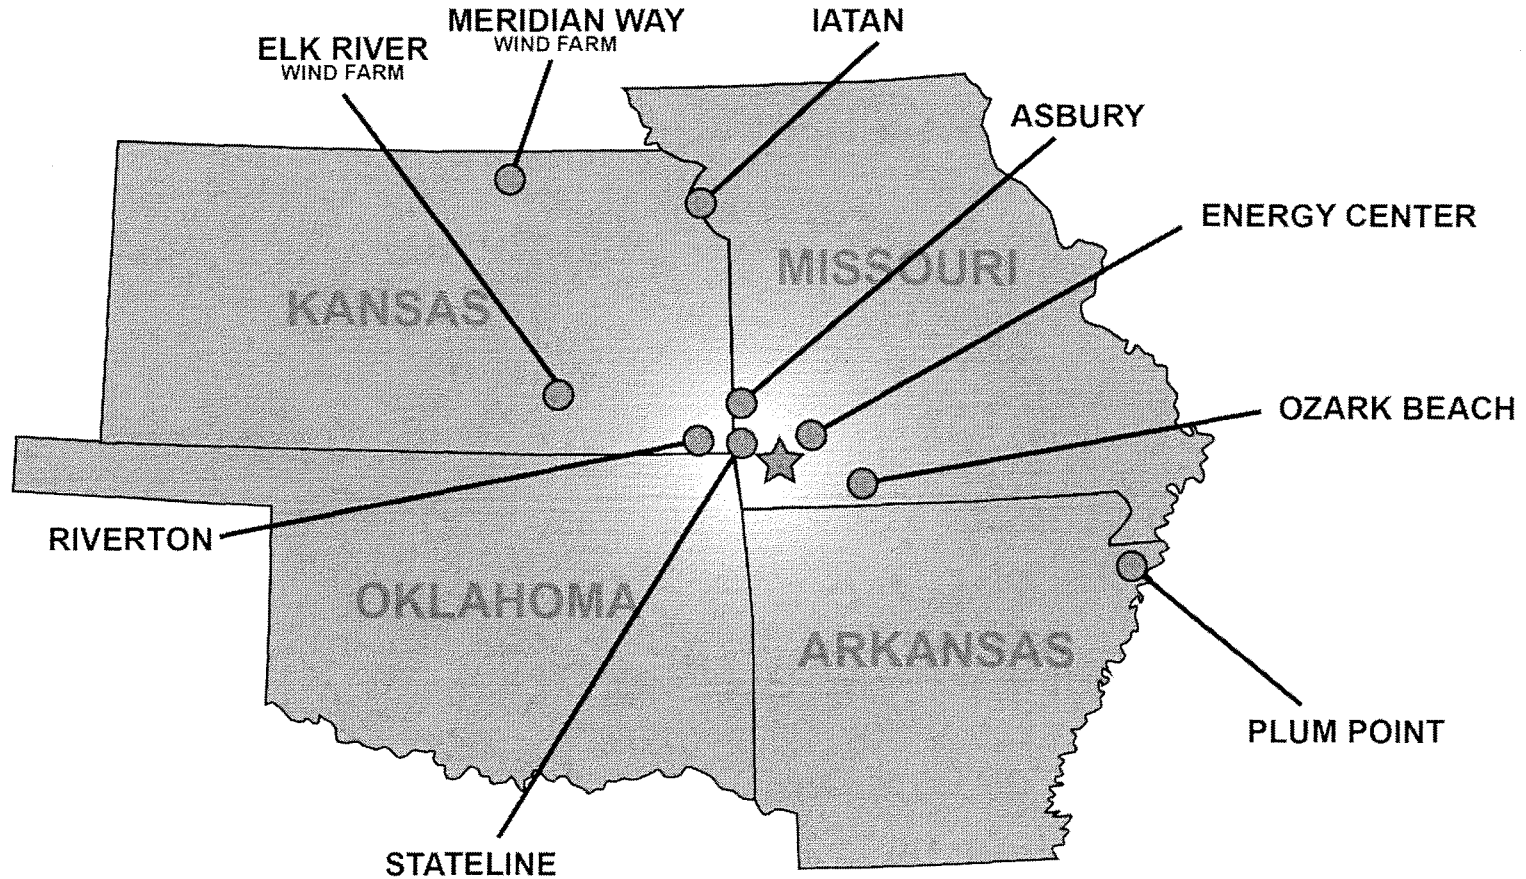 MERIDIAN WAY
WIND FARM
IATAN
ELK RIVER
WIND FARM
ASBURY
ENERGY CENTER
MISSOURI
KANSAS
OZARK BEACH
RIVERTON
OKLAHOMA
ARKANSAS
PLUM POINT
STATELINE